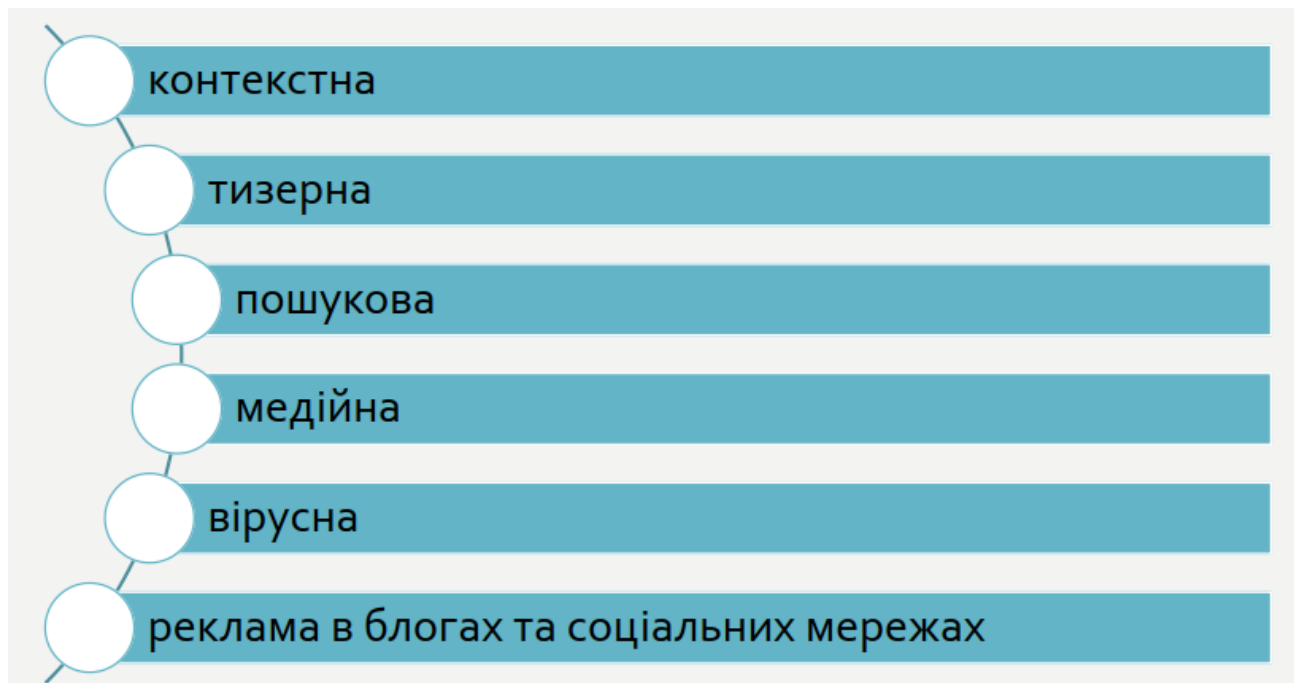 контекстна
тизерна
пошукова
медійна
вірусна
реклама в блогах та соціальних мережах